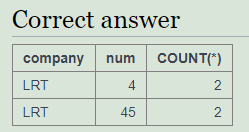 Correct answer
company num COUNT(*)
LRT 4 2
LRT 45 2